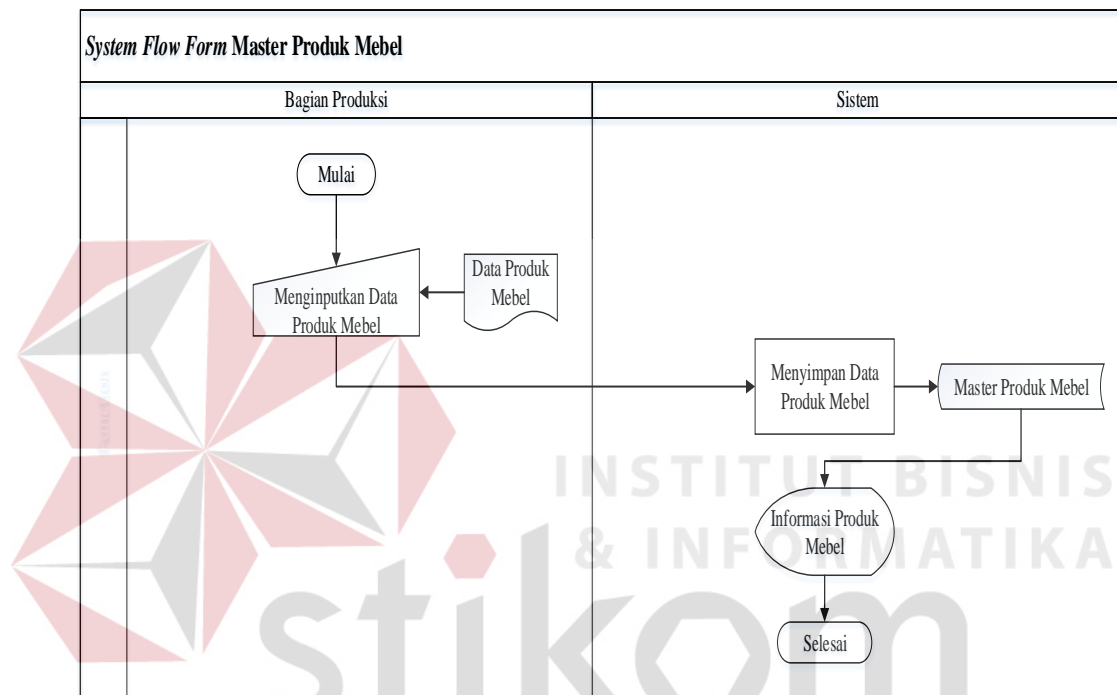 System Flow Form Master Produk Mebel
Bagian Produksi
Sistem
Mulai
Menginputkan Data
Produk Mebel
Data Produk
Mebel
Menyimpan Data
Produk Mebel
Master Produk Mebel
Informasi Produk
Mebel
Selesai
INSTITUT BISNIS
& INFORMATIKA
stikom